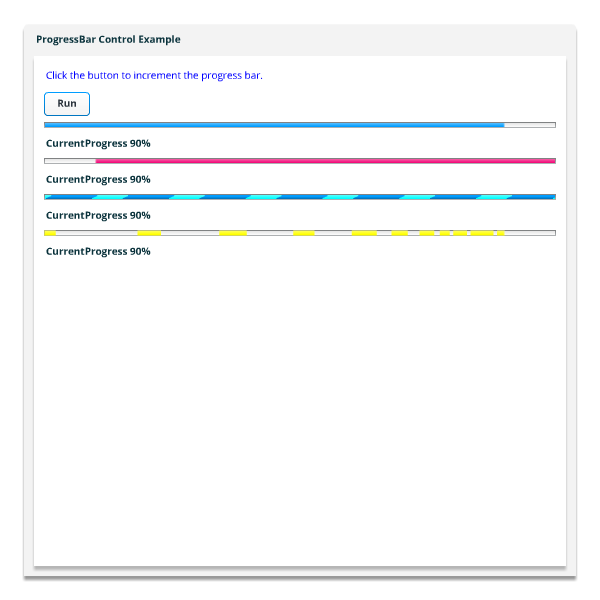 ProgressBar Control Example
Click the button to increment the progress bar.
Run
CurrentProgress 90%
CurrentProgress 90%
CurrentProgress 90%
CurrentProgress 90%